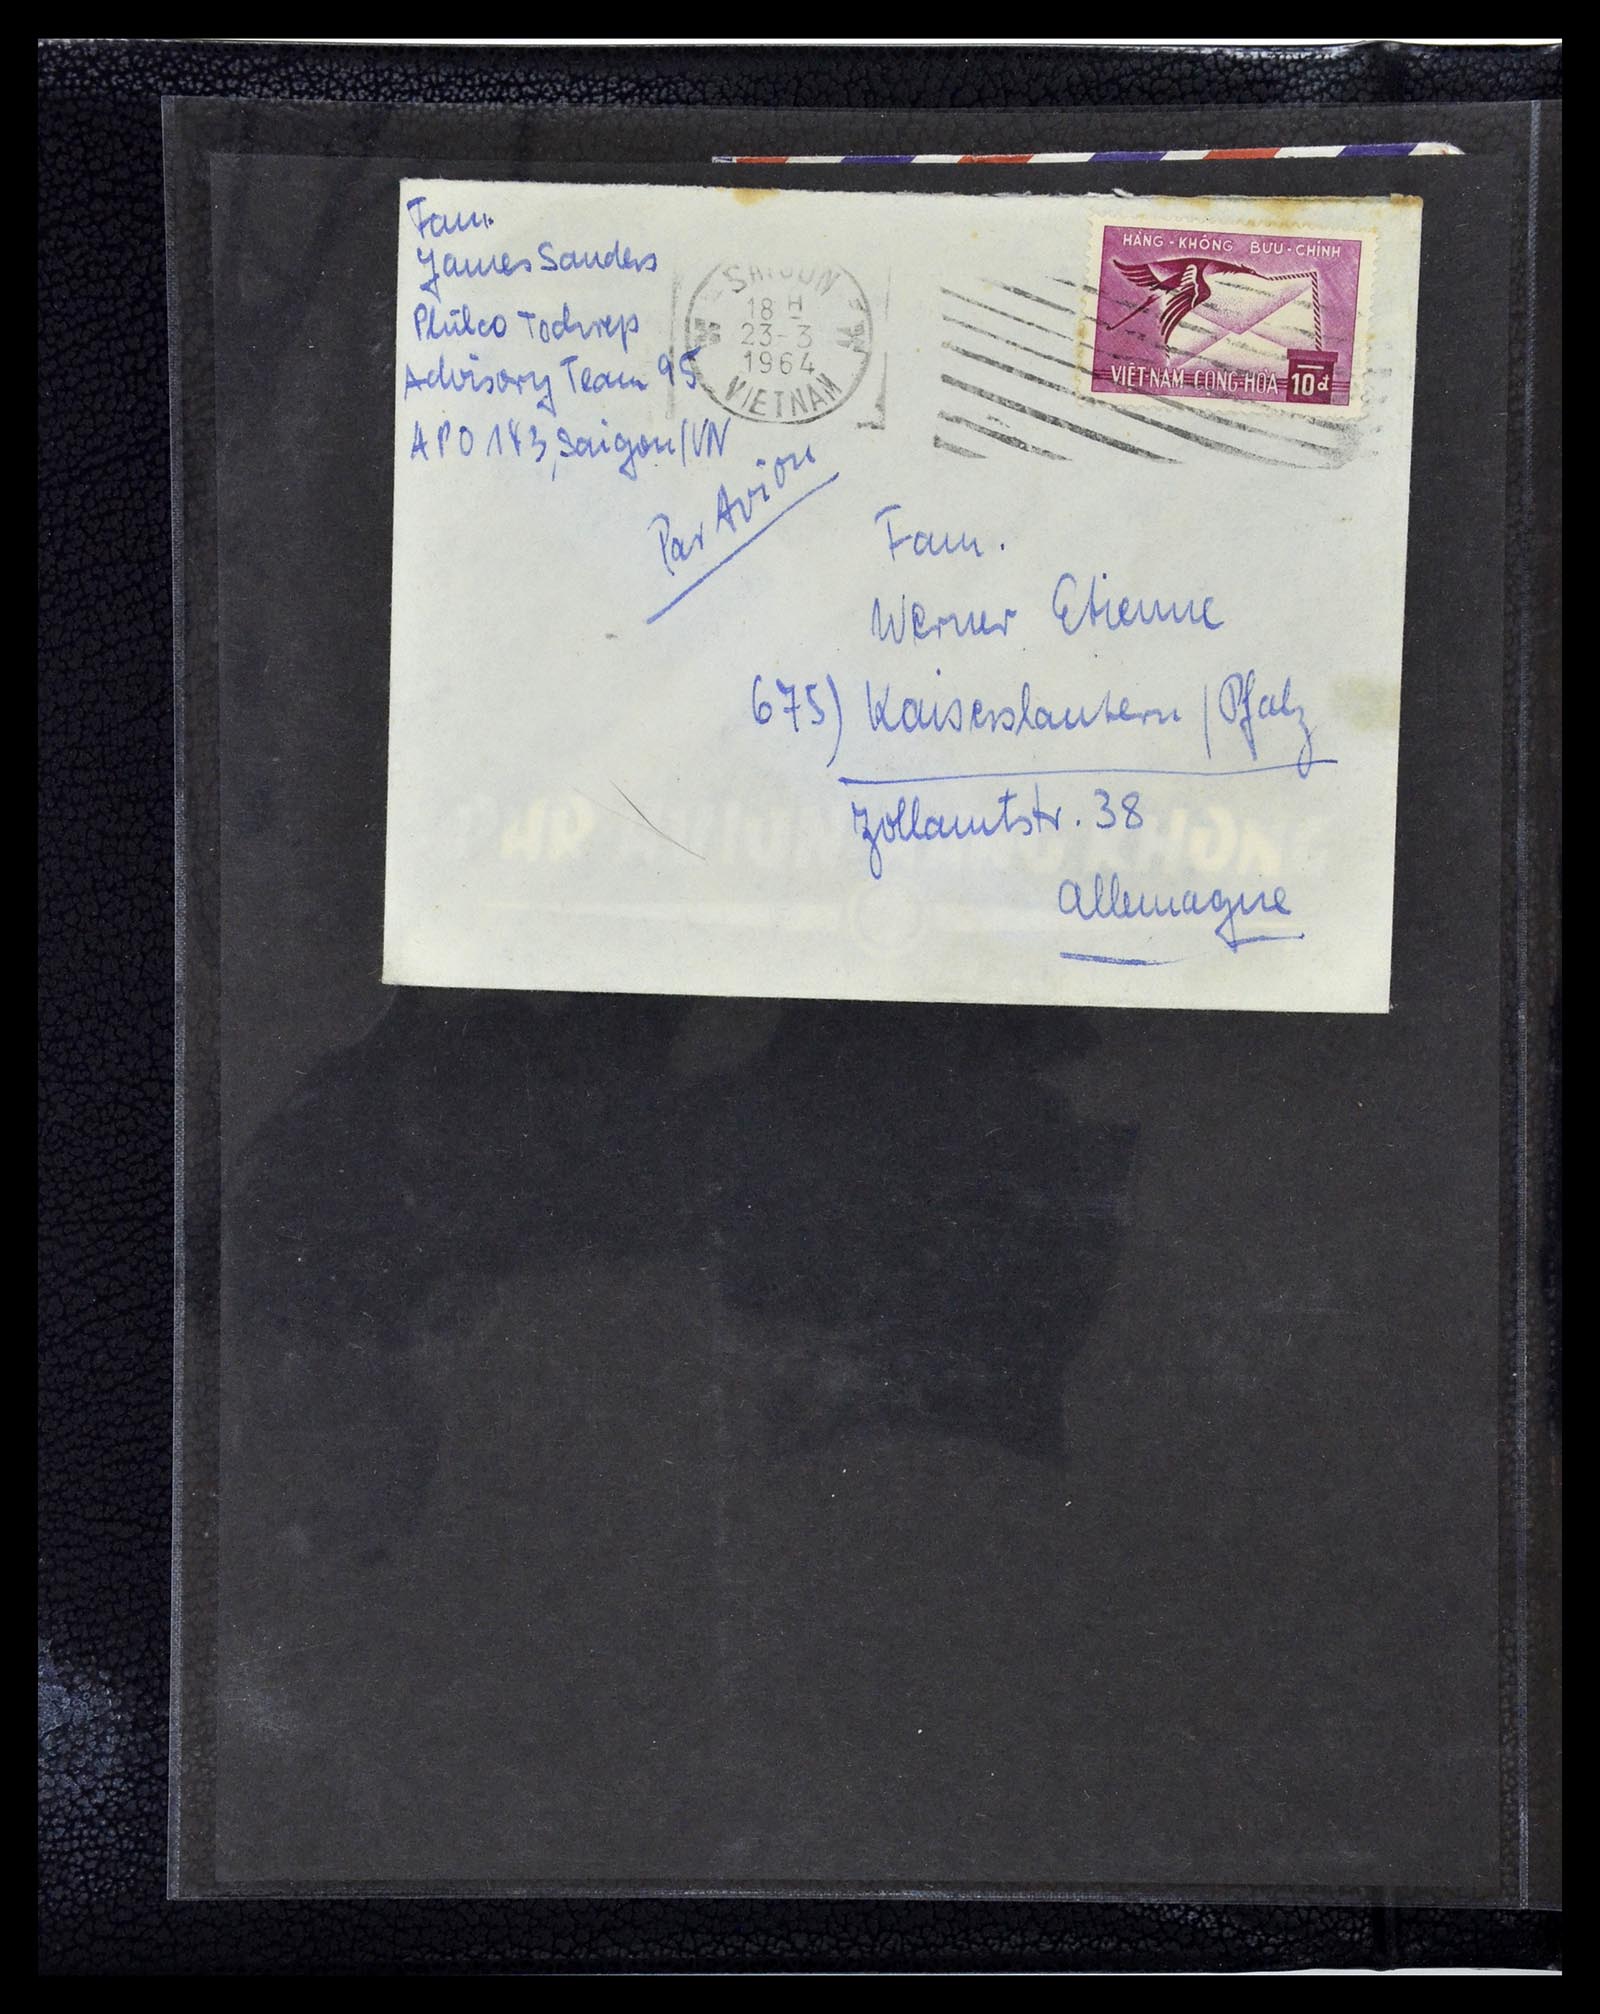 Fam.
James Sanders
Philco Techrep
Advisory Team 95
APO 143, Saigon/VN
Par Avion
SAIGON
18 H
23-3
1964
VIETNAM
HÀNG-KHÔNG BƯU-CHÍNH
VIỆT-NAM CỘNG-HÒA 10đ
Fam.
Werner Etienne
675) Kaiserslautern / Pfalz
Zollamtstr. 38
Allemagne